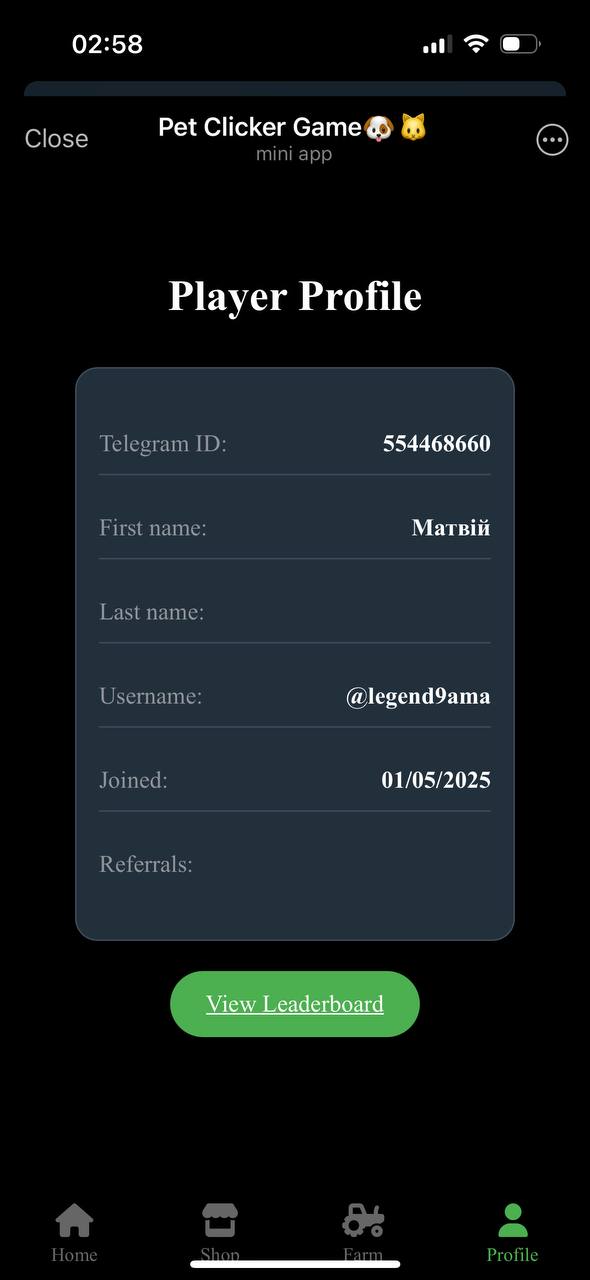 02:58
Close
Pet Clicker Game🐶🐱
mini app
Player Profile
Telegram ID: 554468660
First name: Матвій
Last name:
Username: @legend9ama
Joined: 01/05/2025
Referrals:
View Leaderboard
Home Shop Farm Profile